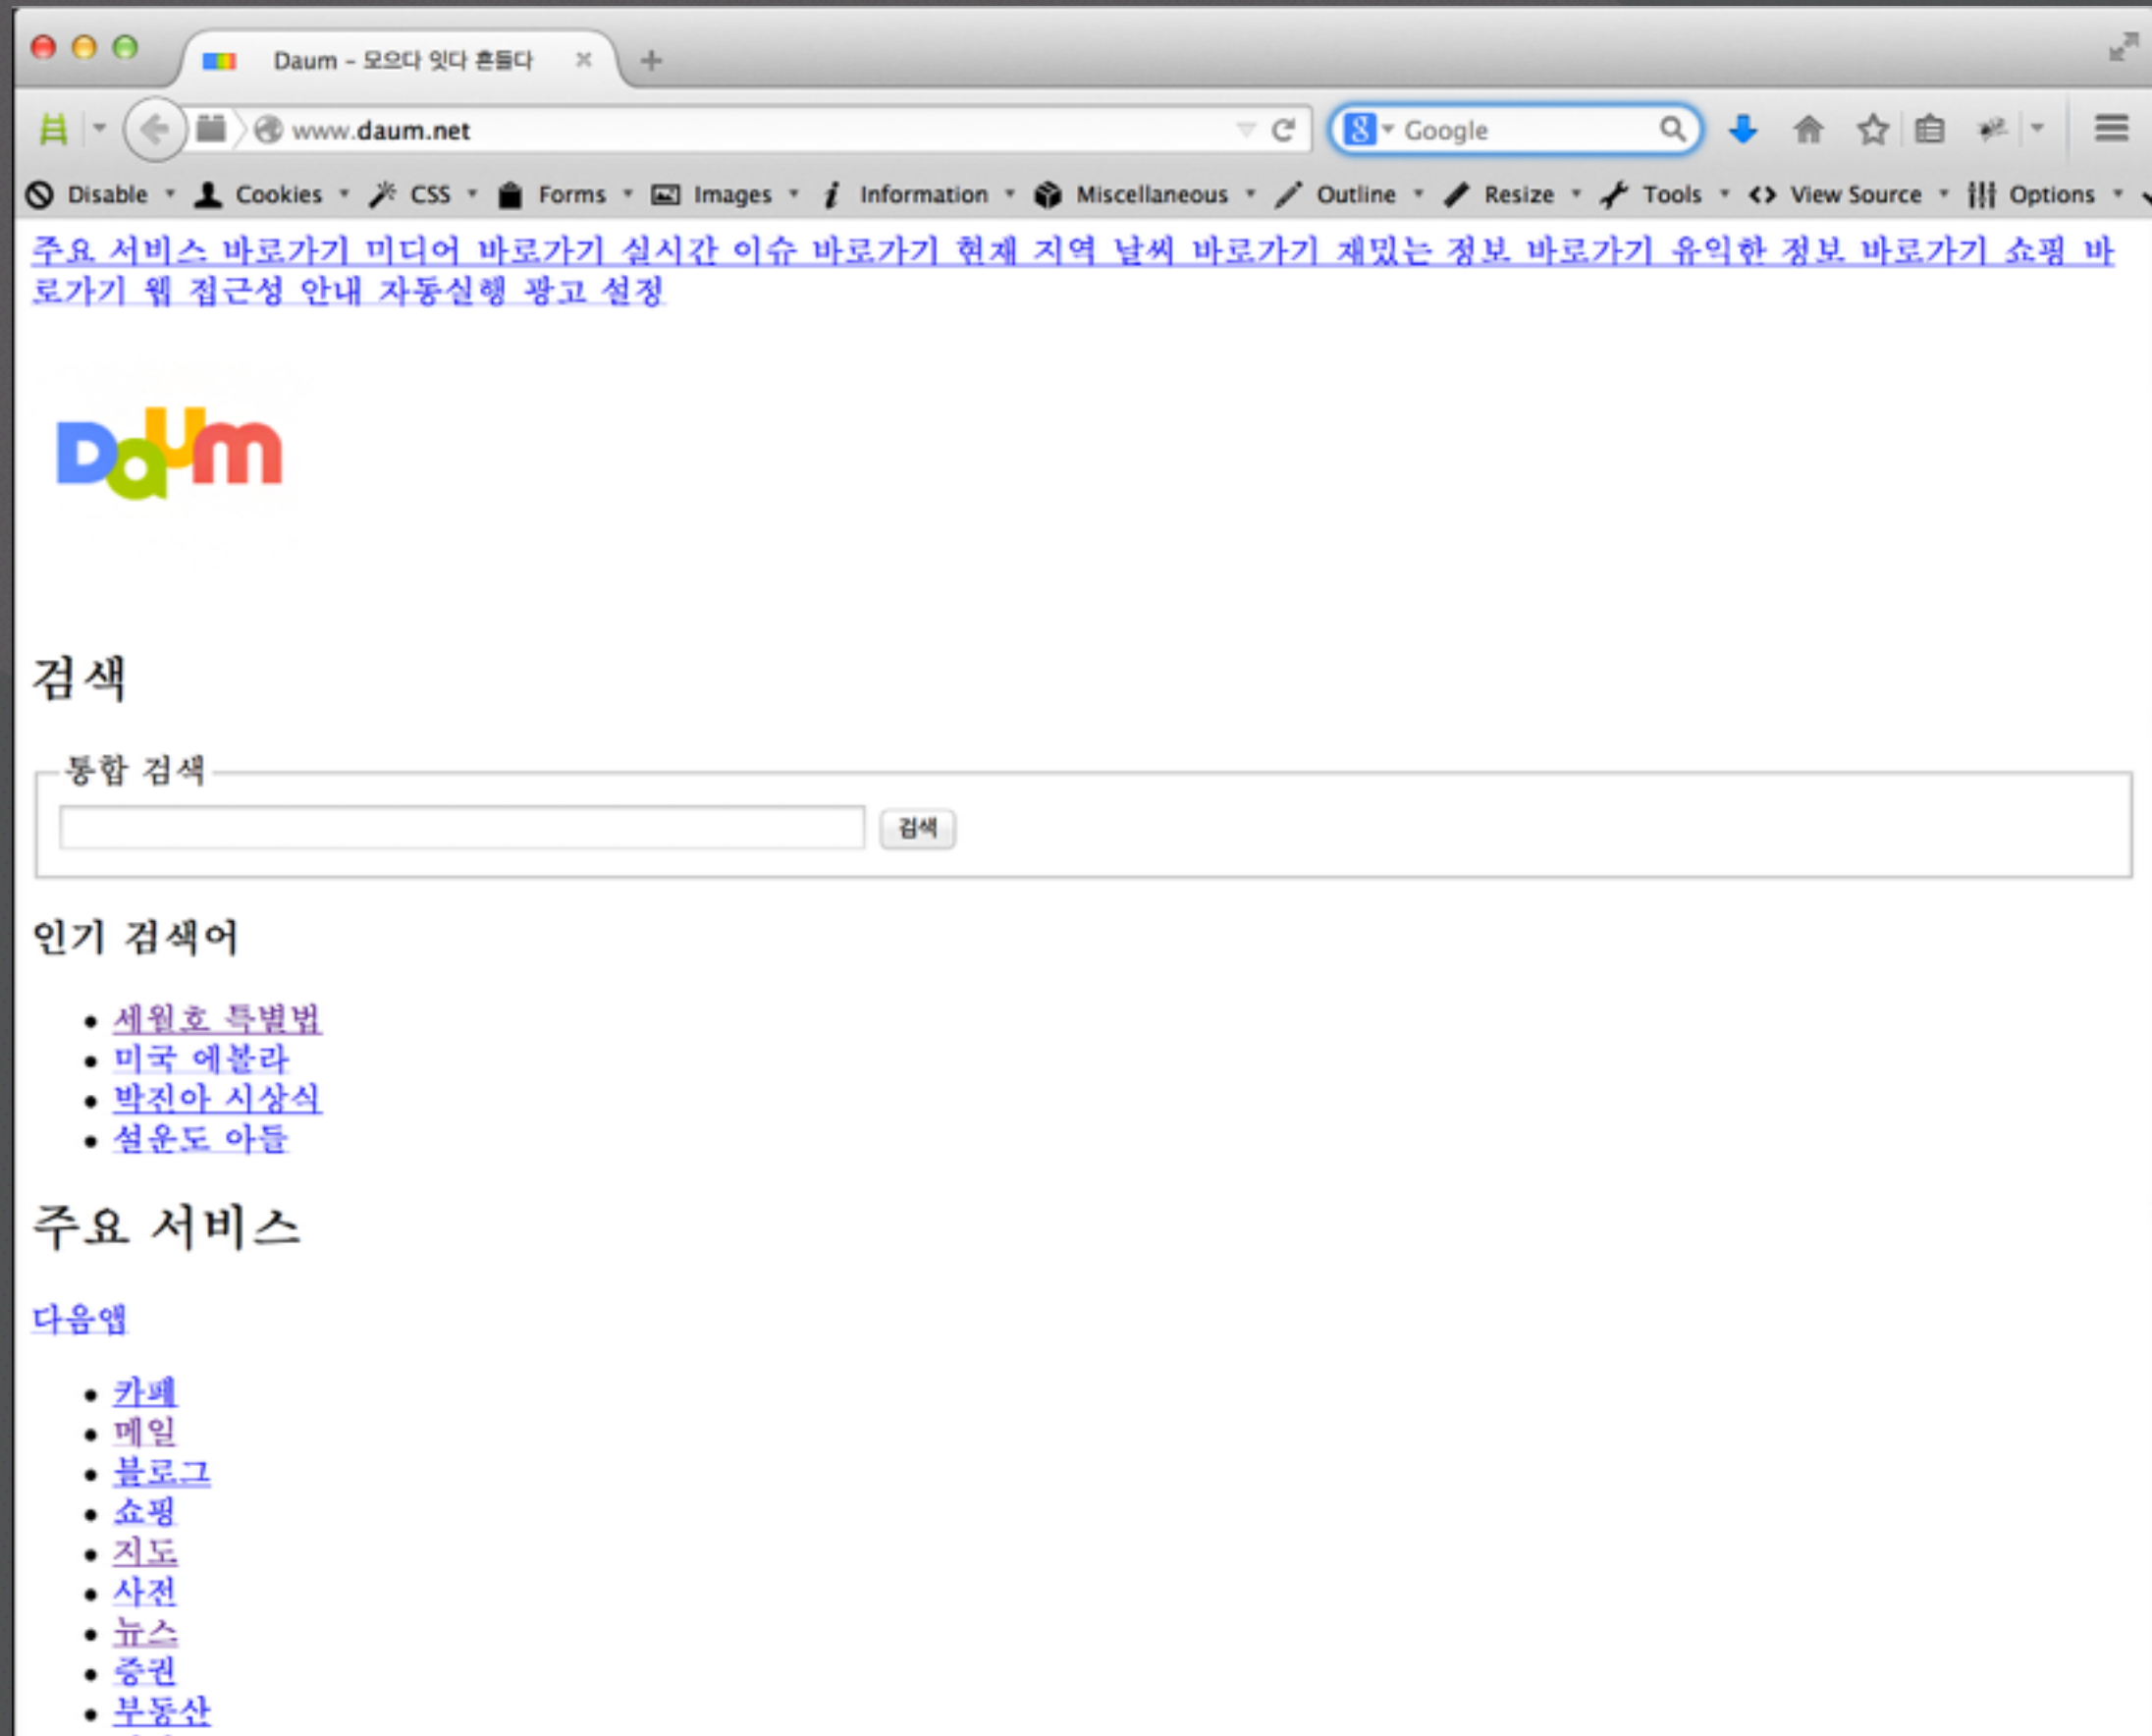 Daum – 모으다 잇다 흔들다
www.daum.net
Google
Disable Cookies CSS Forms Images Information Miscellaneous Outline Resize Tools View Source Options
주요 서비스 바로가기 미디어 바로가기 실시간 이슈 바로가기 현재 지역 날씨 바로가기 재밌는 정보 바로가기 유익한 정보 바로가기 쇼핑 바
로가기 웹 접근성 안내 자동실행 광고 설정
Daum
검색
통합 검색
검색
인기 검색어
세월호 특별법
미국 에볼라
박진아 시상식
설운도 아들
주요 서비스
다음앱
카페
메일
블로그
쇼핑
지도
사전
뉴스
증권
부동산